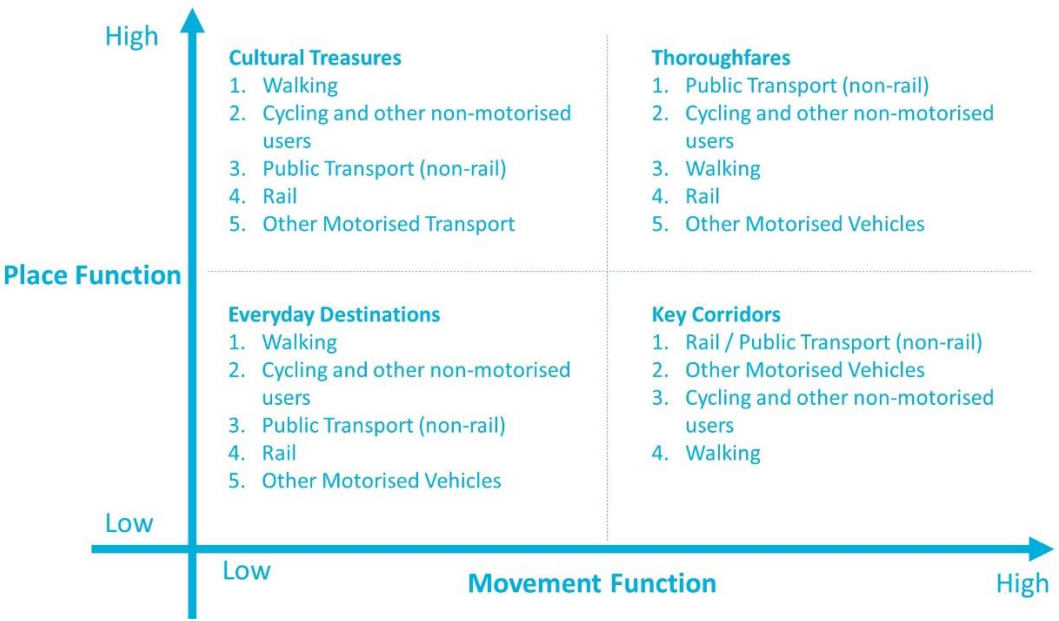 High
Cultural Treasures
1. Walking
2. Cycling and other non-motorised
users
3. Public Transport (non-rail)
4. Rail
5. Other Motorised Transport
Thoroughfares
1. Public Transport (non-rail)
2. Cycling and other non-motorised
users
3. Walking
4. Rail
5. Other Motorised Vehicles
Place Function
Everyday Destinations
1. Walking
2. Cycling and other non-motorised
users
3. Public Transport (non-rail)
4. Rail
5. Other Motorised Vehicles
Key Corridors
1. Rail / Public Transport (non-rail)
2. Other Motorised Vehicles
3. Cycling and other non-motorised
users
4. Walking
Low
Low
Movement Function
High